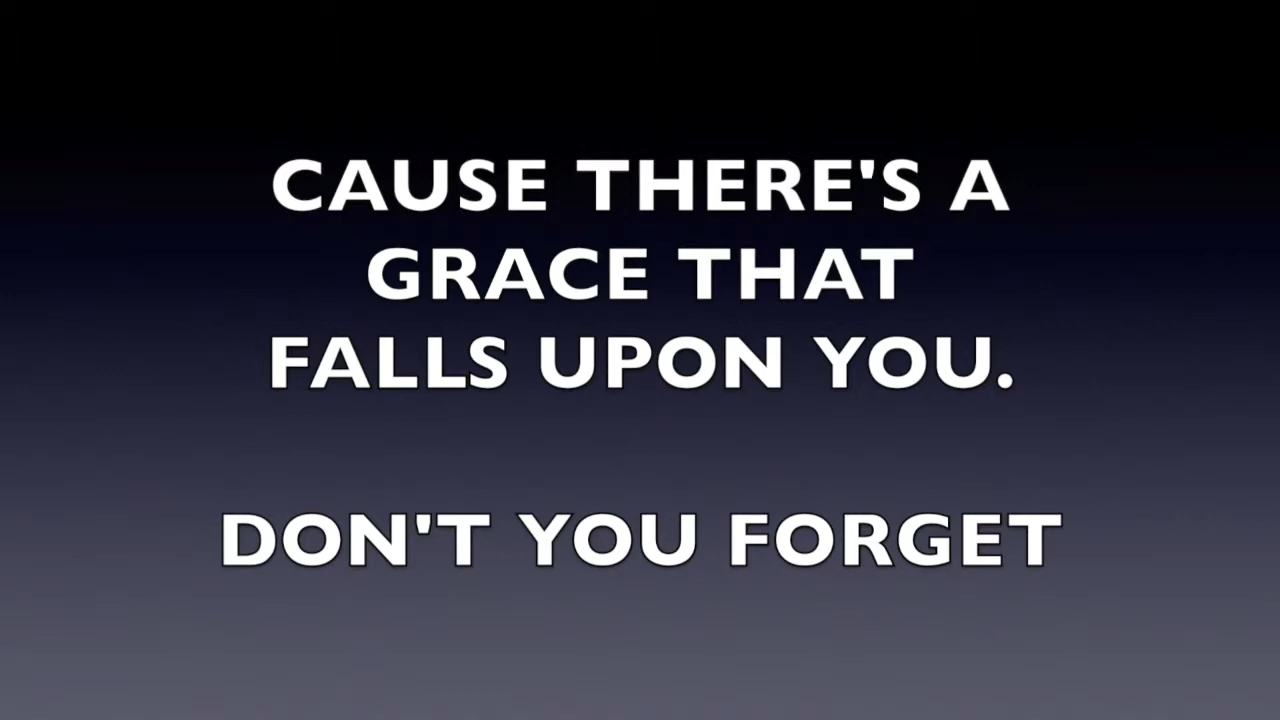 CAUSE THERE'S A
GRACE THAT
FALLS UPON YOU.
DON'T YOU FORGET